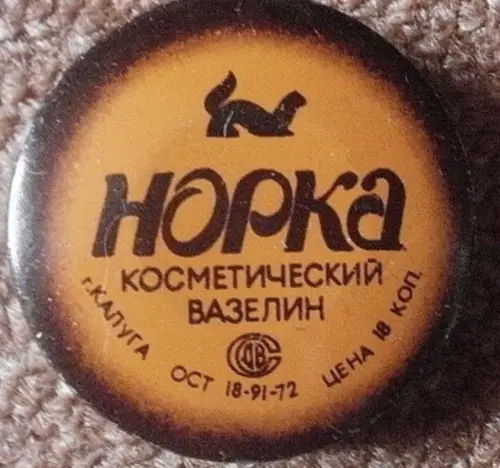 НОРКа
КОСМЕТИЧЕСКИЙ
ВАЗЕЛИН
г. КАЛУГА ОСТ 18-91-72 ЦЕНА 18 КОП.